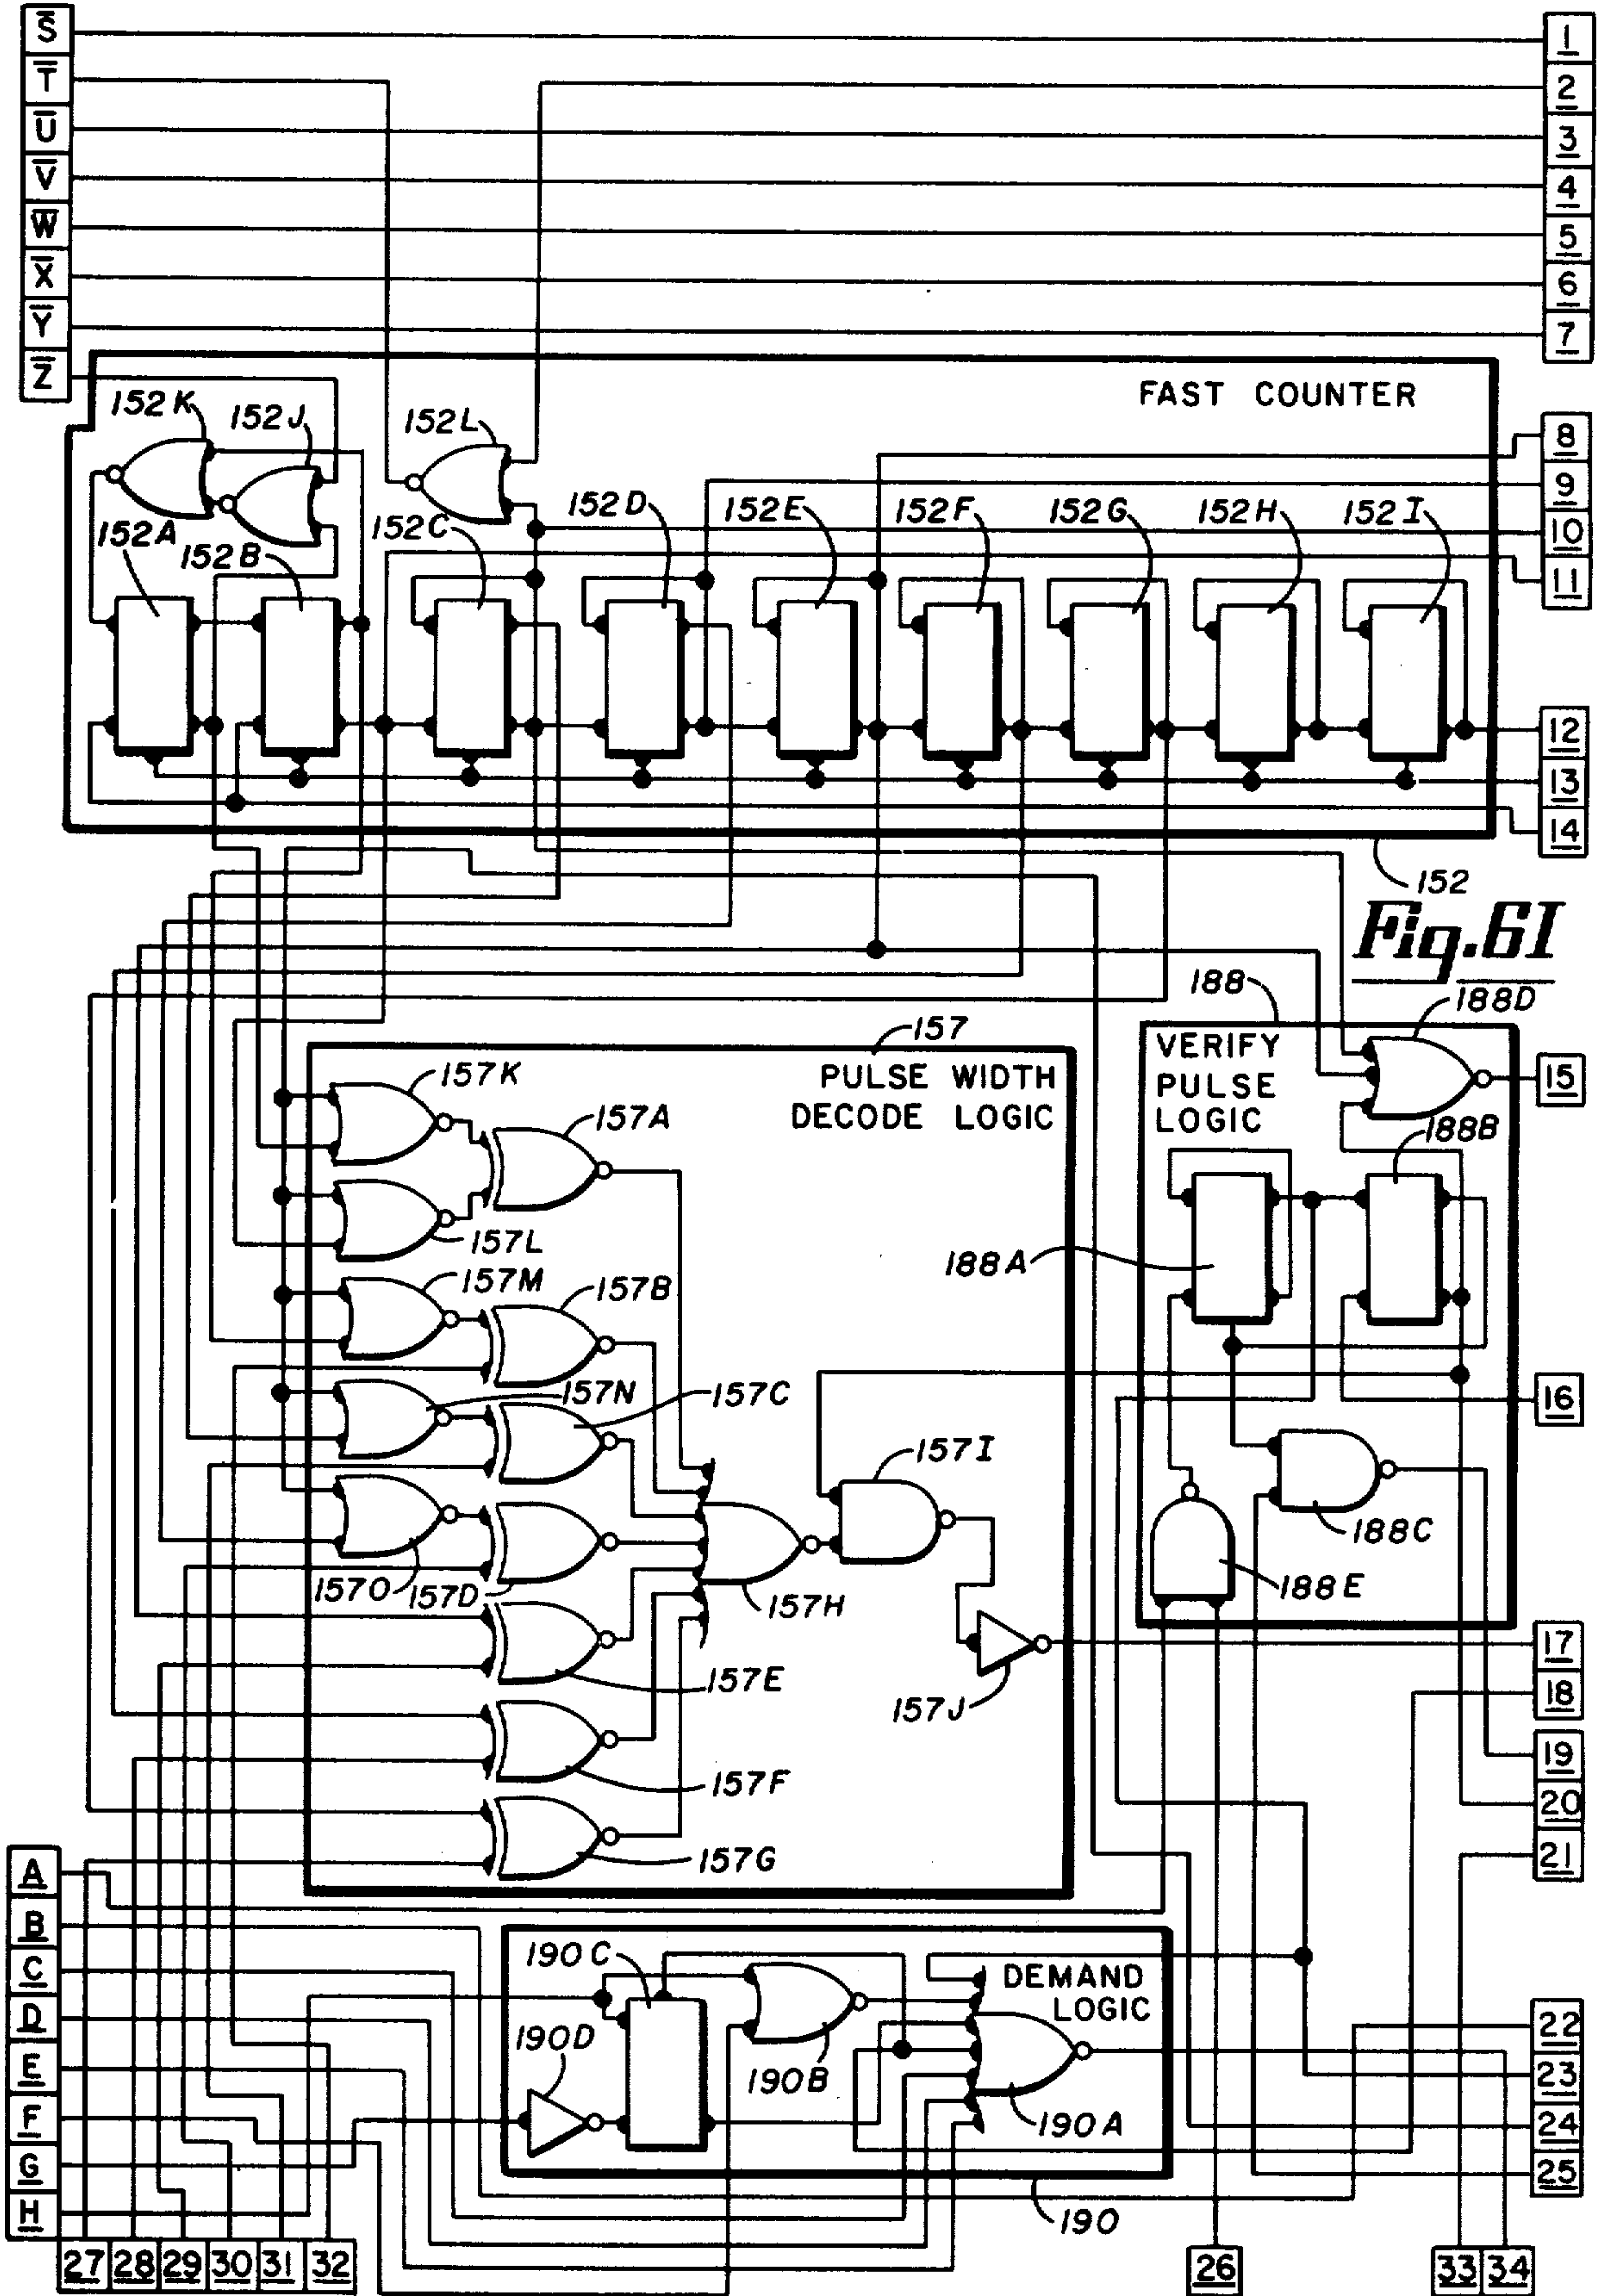 S̅
1
T̅
2
U̅
3
V̅
4
W̅
5
X̅
6
Y̅
7
Z̅
FAST COUNTER
152K
152J
152L
8
9
152A
152B
152C
152D
152E
152F
152G
152H
152I
10
11
12
13
14
152
Fig.6I
188
188D
157
VERIFY
PULSE
LOGIC
PULSE WIDTH
DECODE LOGIC
157K
157A
15
188B
157L
188A
157M
157B
157N
157C
16
157I
188C
157O
157D
157H
188E
157E
157J
17
18
157F
19
20
157G
21
A
B
C
D
E
F
G
H
190C
DEMAND
LOGIC
190D
190B
190A
22
23
24
25
190
27 28 29 30 31 32
26
33 34